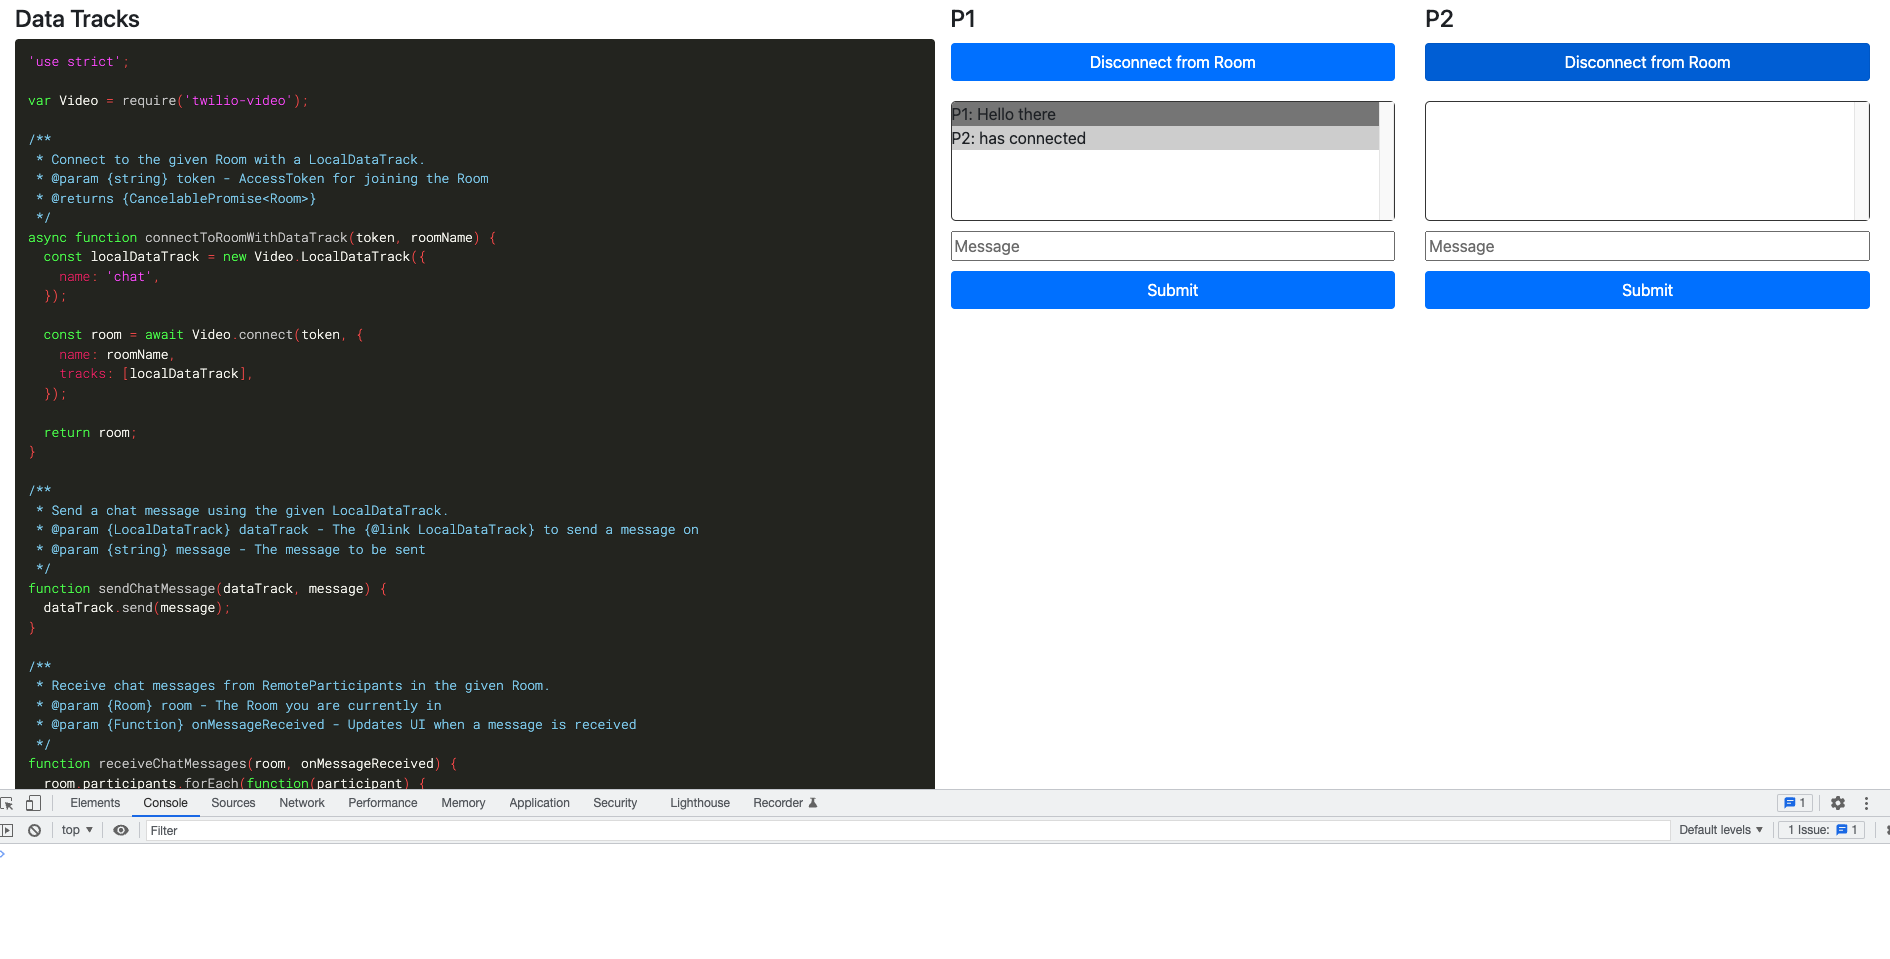 Data Tracks
'use strict';
var Video = require('twilio-video');
/**
* Connect to the given Room with a LocalDataTrack.
* @param {string} token - AccessToken for joining the Room
* @returns {CancelablePromise<Room>}
*/
async function connectToRoomWithDataTrack(token, roomName) {
const localDataTrack = new Video.LocalDataTrack({
name: 'chat',
});
const room = await Video.connect(token, {
name: roomName,
tracks: [localDataTrack],
});
return room;
}
/**
* Send a chat message using the given LocalDataTrack.
* @param {LocalDataTrack} dataTrack - The {@link LocalDataTrack} to send a message on
* @param {string} message - The message to be sent
*/
function sendChatMessage(dataTrack, message) {
dataTrack.send(message);
}
/**
* Receive chat messages from RemoteParticipants in the given Room.
* @param {Room} room - The Room you are currently in
* @param {Function} onMessageReceived - Updates UI when a message is received
*/
function receiveChatMessages(room, onMessageReceived) {
room.participants.forEach(function(participant) {
P1
Disconnect from Room
P1: Hello there
P2: has connected
Message
Submit
P2
Disconnect from Room
Message
Submit
Elements Console Sources Network Performance Memory Application Security Lighthouse Recorder 1
top Filter Default levels 1 Issue: 1